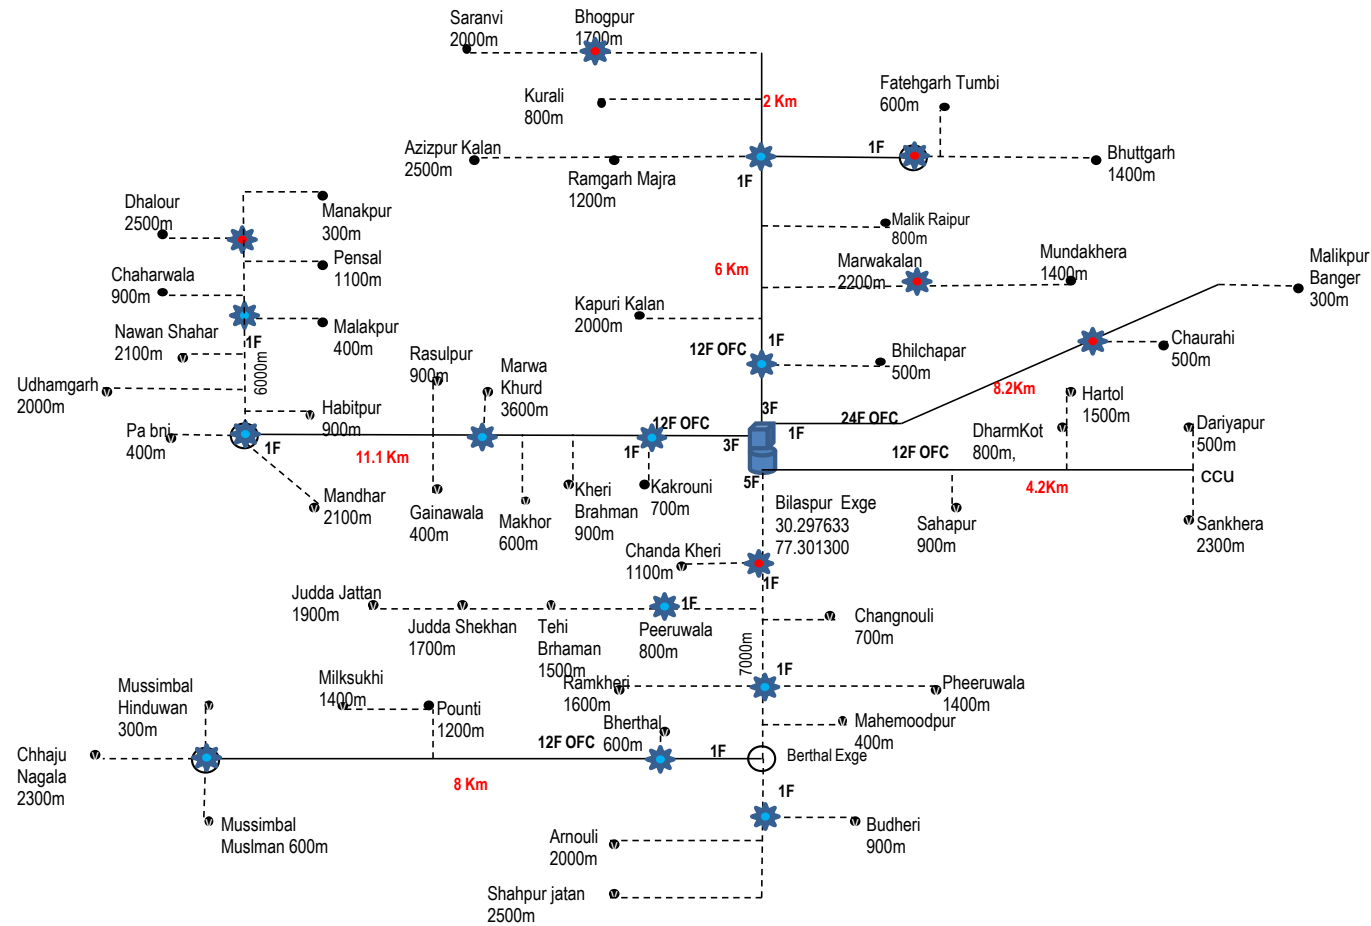 Saranvi
2000m
Bhogpur
1700m
Kurali
800m
2 Km
Fatehgarh Tumbi
600m
Azizpur Kalan
2500m
Ramgarh Majra
1200m
1F
1F
Bhuttgarh
1400m
Dhalour
2500m
Manakpur
300m
Pensal
1100m
Chaharwala
900m
Malakpur
400m
1F
Nawan Shahar
2100m
Udhamgarh
2000m
6000m
Habitpur
900m
Pa bni
400m
1F
Mandhar
2100m
11.1 Km
Malik Raipur
800m
6 Km
Marwakalan
2200m
Mundakhera
1400m
Malikpur
Banger
300m
Kapuri Kalan
2000m
12F OFC
1F
Bhilchapar
500m
Chaurahi
500m
8.2Km
Rasulpur
900m
Marwa
Khurd
3600m
12F OFC
1F
3F
3F
1F
5F
24F OFC
Hartol
1500m
DharmKot
800m,
12F OFC
Dariyapur
500m
ccu
4.2Km
Gainawala
400m
Makhor
600m
Kheri
Brahman
900m
Kakrouni
700m
Bilaspur Exge
30.297633
77.301300
Sahapur
900m
Sankhera
2300m
Chanda Kheri
1100m
1F
Judda Jattan
1900m
Judda Shekhan
1700m
Tehi
Brhaman
1500m
Peeruwala
800m
1F
Changnouli
700m
7000m
1F
Ramkheri
1600m
Pheeruwala
1400m
Mussimbal
Hinduwan
300m
Milksukhi
1400m
Pounti
1200m
Bherthal
600m
Mahemoodpur
400m
12F OFC
1F
Berthal Exge
Chhaju
Nagala
2300m
8 Km
1F
Mussimbal
Muslman 600m
Arnouli
2000m
Budheri
900m
Shahpur jatan
2500m